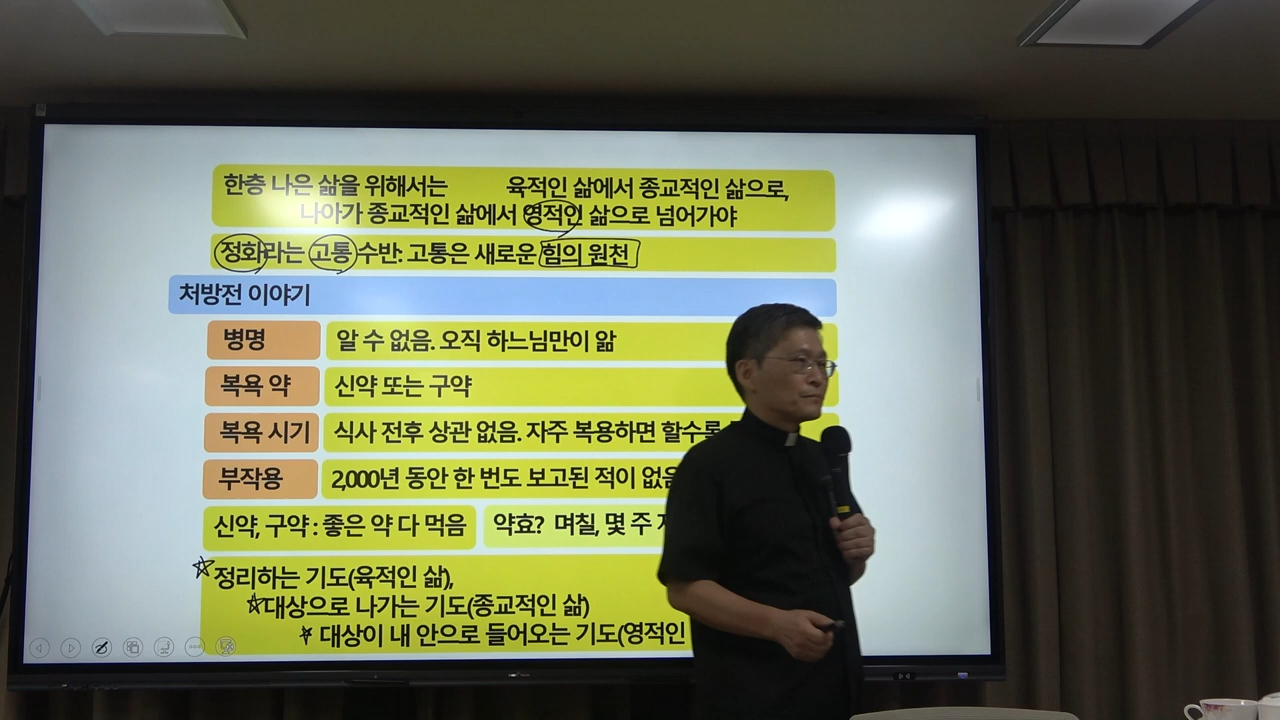 한층 나은 삶을 위해서는 육적인 삶에서 종교적인 삶으로,
나아가 종교적인 삶에서 영적인 삶으로 넘어가야
정화라는 고통 수반: 고통은 새로운 힘의 원천
처방전 이야기
병명 알 수 없음. 오직 하느님만이 앎
복욕 약 신약 또는 구약
복욕 시기 식사 전후 상관 없음. 자주 복용하면 할수록
부작용 2,000년 동안 한 번도 보고된 적이 없음
신약, 구약 : 좋은 약 다 먹음 약효? 며칠, 몇 주
정리하는 기도(육적인 삶),
대상으로 나가는 기도(종교적인 삶)
대상이 내 안으로 들어오는 기도(영적인